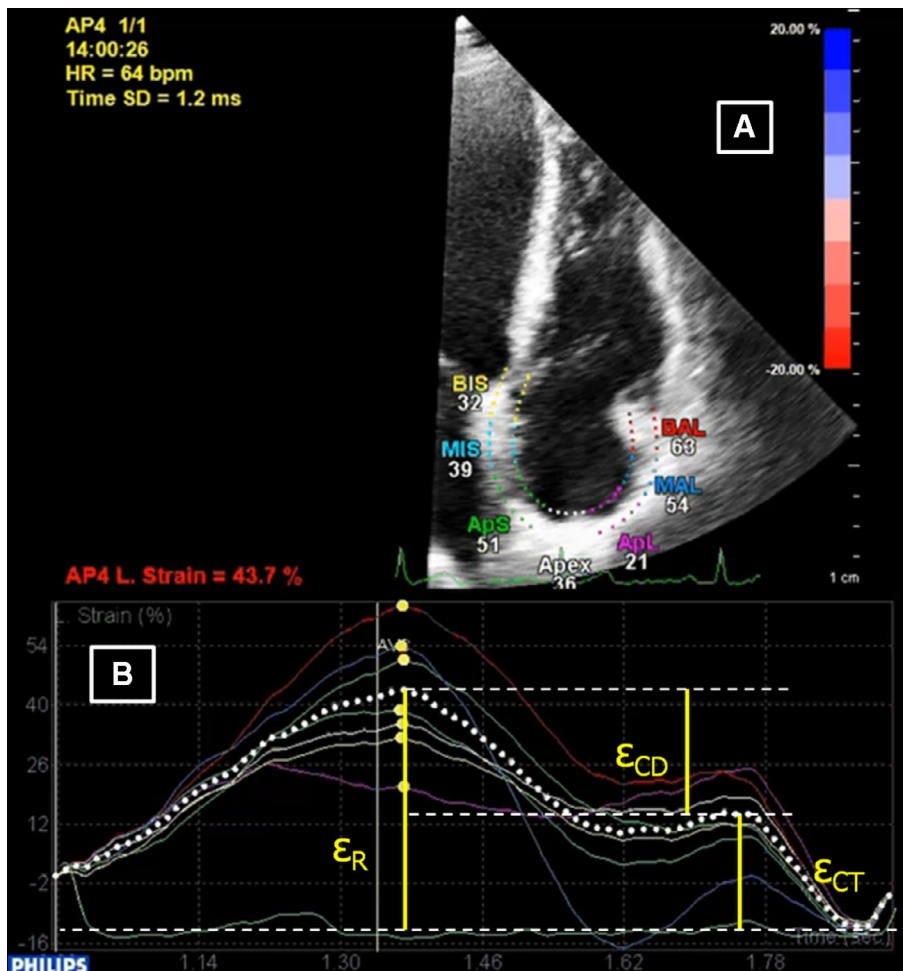 AP4 1/1
14:00:26
HR = 64 bpm
Time SD = 1.2 ms
20.00 %
A
-20.00 %
BIS
32
BAL
63
MIS
39
MAL
54
ApS
51
ApL
21
Apex
36
AP4 L. Strain = 43.7 %
1 cm
L. Strain (%)
B
AVC
54
40
26
12
-2
-16
εCD
εR
εCT
Time (sec)
1.14
1.30
1.46
1.62
1.78
PHILIPS